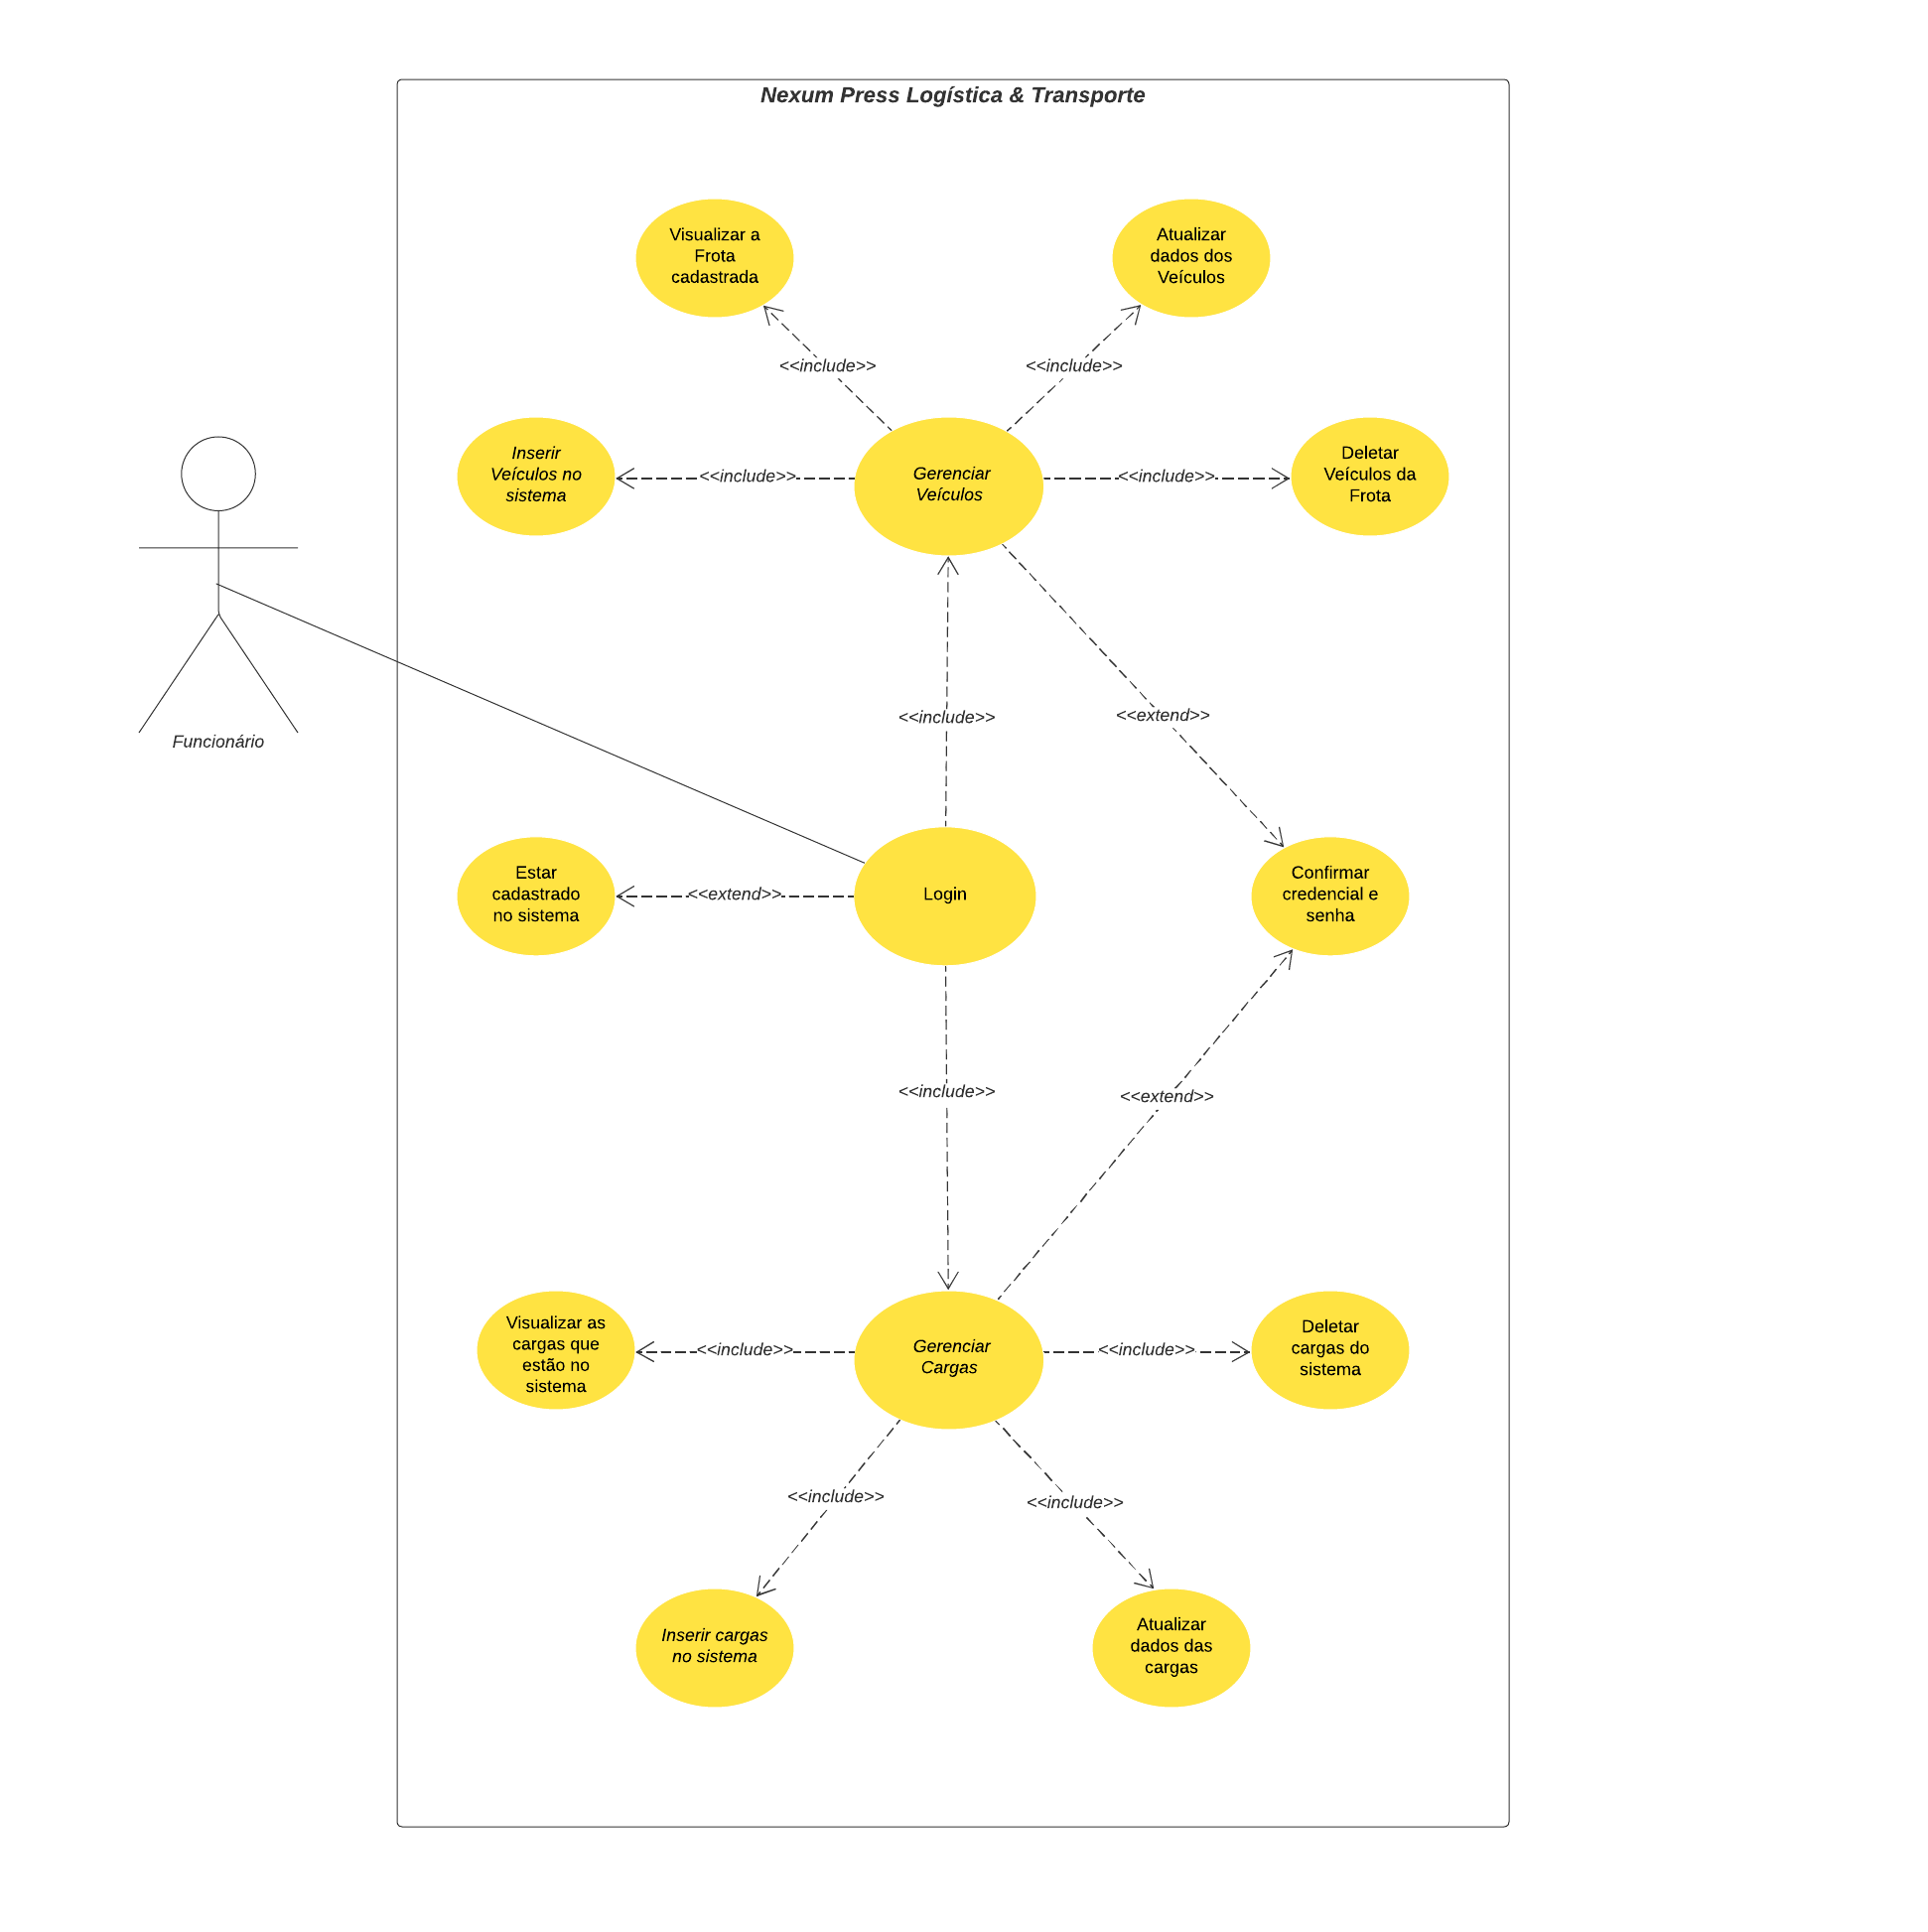 Nexum Press Logística & Transporte
Visualizar a
Frota
cadastrada
Atualizar
dados dos
Veículos
<<include>>
<<include>>
Inserir
Veículos no
sistema
<<include>>
Gerenciar
Veículos
<<include>>
Deletar
Veículos da
Frota
<<include>>
<<extend>>
Funcionário
Estar
cadastrado
no sistema
<<extend>>
Login
Confirmar
credencial e
senha
<<include>>
<<extend>>
Visualizar as
cargas que
estão no
sistema
<<include>>
Gerenciar
Cargas
<<include>>
Deletar
cargas do
sistema
<<include>>
<<include>>
Inserir cargas
no sistema
Atualizar
dados das
cargas